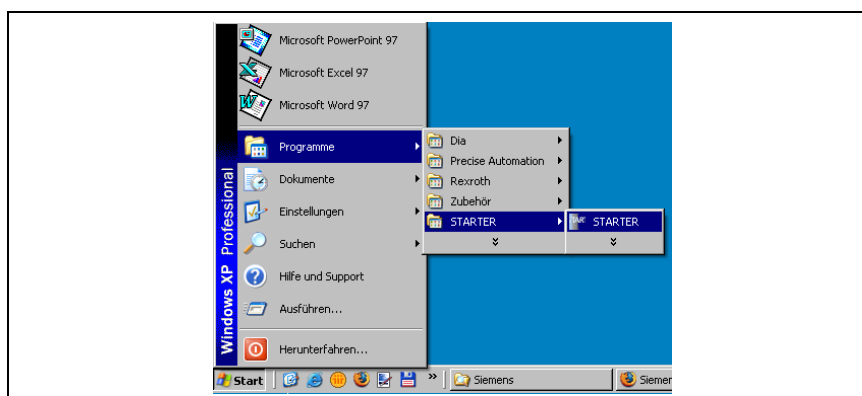 Microsoft PowerPoint 97
Microsoft Excel 97
Microsoft Word 97
Programme
Dokumente
Einstellungen
Suchen
Hilfe und Support
Ausführen...
Herunterfahren...
Windows XP Professional
Dia
Precise Automation
Rexroth
Zubehör
STARTER
STARTER
Start
»
Siemens
Siemer